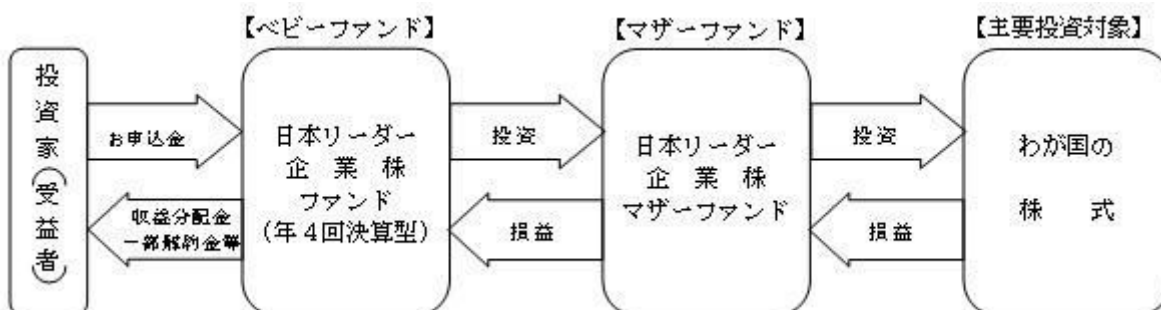 【ベビーファンド】
【マザーファンド】
【主要投資対象】
投資家(受益者)
お申込金
収益分配金
一部解約金等
日本リーダー
企業株
ファンド
(年4回決算型)
投資
損益
日本リーダー
企業株
マザーファンド
投資
損益
わが国の
株式